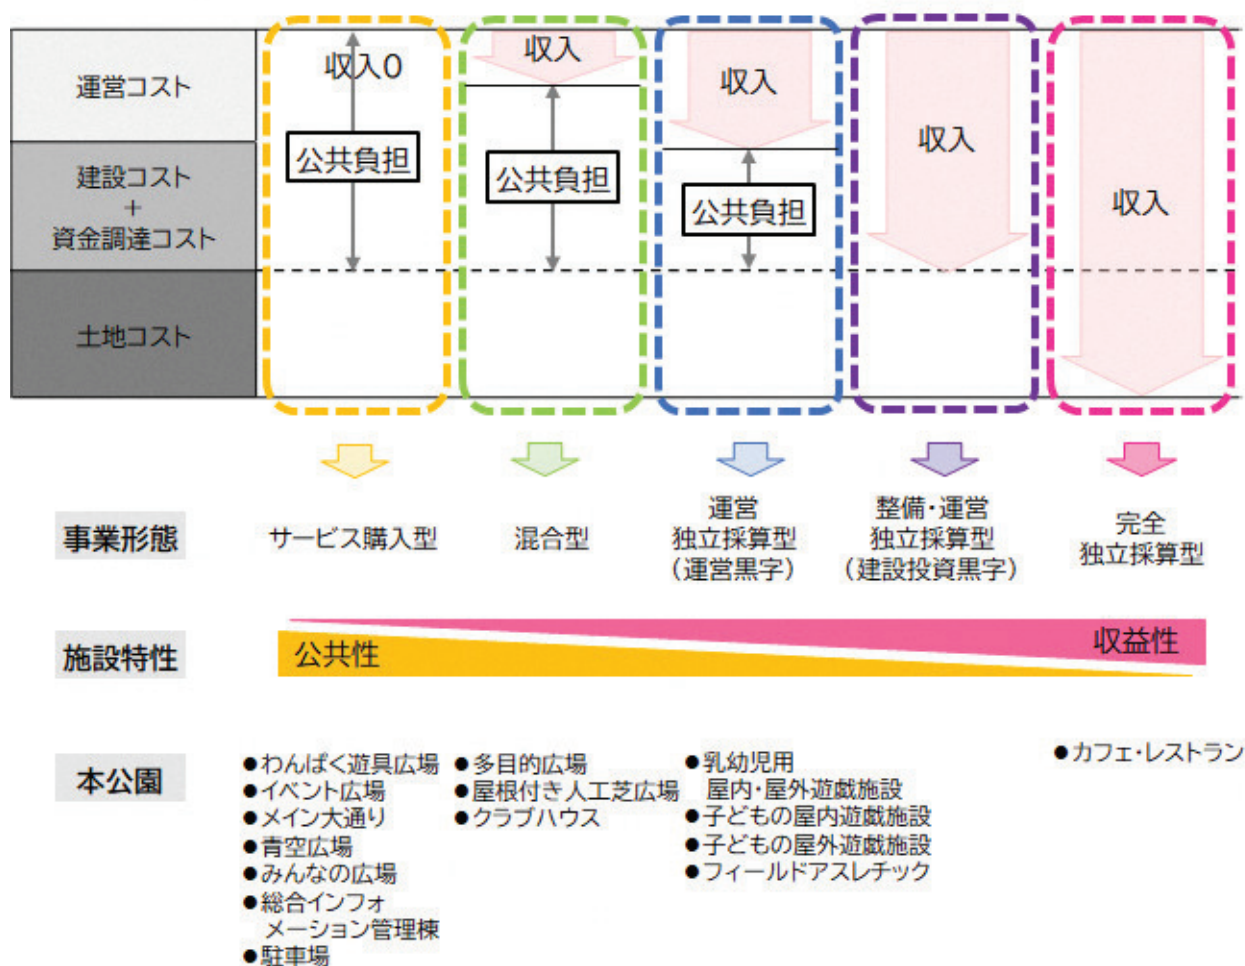 運営コスト
建設コスト
+
資金調達コスト
土地コスト
収入0
公共負担
収入
公共負担
収入
公共負担
収入
収入
事業形態
サービス購入型
混合型
運営
独立採算型
(運営黒字)
整備・運営
独立採算型
(建設投資黒字)
完全
独立採算型
施設特性
公共性
収益性
本公園
●わんぱく遊具広場
●イベント広場
●メイン大通り
●青空広場
●みんなの広場
●総合インフォ
メーション管理棟
●駐車場
●多目的広場
●屋根付き人工芝広場
●クラブハウス
●乳幼児用
屋内・屋外遊戯施設
●子どもの屋内遊戯施設
●子どもの屋外遊戯施設
●フィールドアスレチック
●カフェ・レストラン